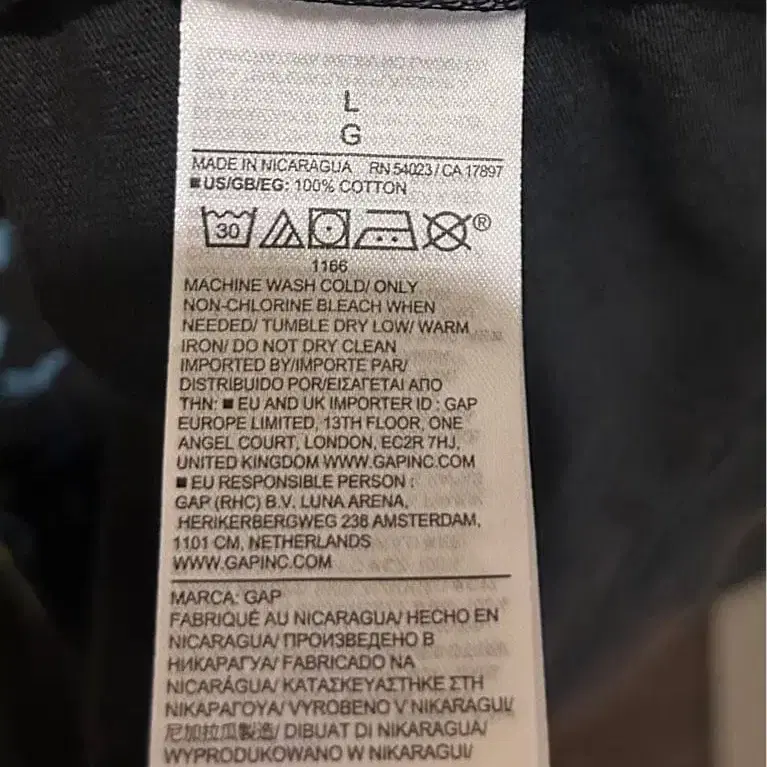 L
G
MADE IN NICARAGUA RN 54023 / CA 17897
■ US/GB/EG: 100% COTTON
30
®
1166
MACHINE WASH COLD/ ONLY
NON-CHLORINE BLEACH WHEN
NEEDED/ TUMBLE DRY LOW/ WARM
IRON/ DO NOT DRY CLEAN
IMPORTED BY/IMPORTE PAR/
DISTRIBUIDO POR/ΕΙΣΑΓΕΤΑΙ ΑΠΟ
ΤΗΝ: ■ EU AND UK IMPORTER ID : GAP
EUROPE LIMITED, 13TH FLOOR, ONE
ANGEL COURT, LONDON, EC2R 7HJ,
UNITED KINGDOM WWW.GAPINC.COM
■ EU RESPONSIBLE PERSON :
GAP (RHC) B.V. LUNA ARENA,
HERIKERBERGWEG 238 AMSTERDAM,
1101 CM, NETHERLANDS
WWW.GAPINC.COM
MARCA: GAP
FABRIQUÉ AU NICARAGUA/ HECHO EN
NICARAGUA/ ПРОИЗВЕДЕНО В
НИКАРАГУА/ FABRICADO NA
NICARÁGUA/ ΚΑΤΑΣΚΕΥΑΣΤΗΚΕ ΣΤΗ
ΝΙΚΑΡΑΓΟΥΑ/ VYROBENO V NIKARAGUI/
尼加拉瓜製造/ DIBUAT DI NIKARAGUA/
WYPRODUKOWANO W NIKARAGUI/